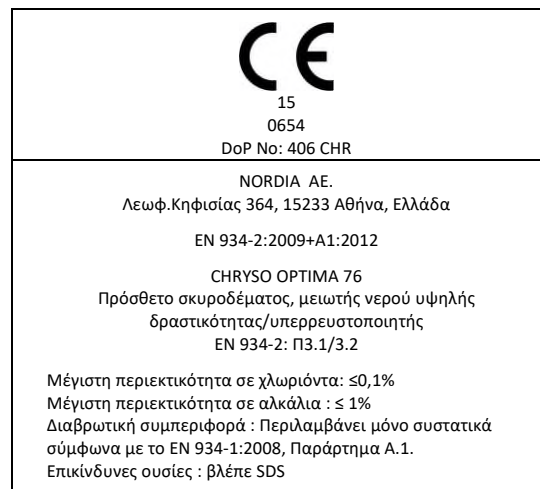 CE
15
0654
DoP No: 406 CHR
NORDIA ΑΕ.
Λεωφ.Κηφισίας 364, 15233 Αθήνα, Ελλάδα
EN 934-2:2009+A1:2012
CHRYSO OPTIMA 76
Πρόσθετο σκυροδέματος, μειωτής νερού υψηλής
δραστικότητας/υπερρευστοποιητής
EN 934-2: Π3.1/3.2
Μέγιστη περιεκτικότητα σε χλωριόντα: ≤0,1%
Μέγιστη περιεκτικότητα σε αλκάλια : ≤ 1%
Διαβρωτική συμπεριφορά : Περιλαμβάνει μόνο συστατικά
σύμφωνα με το EN 934-1:2008, Παράρτημα Α.1.
Επικίνδυνες ουσίες : βλέπε SDS